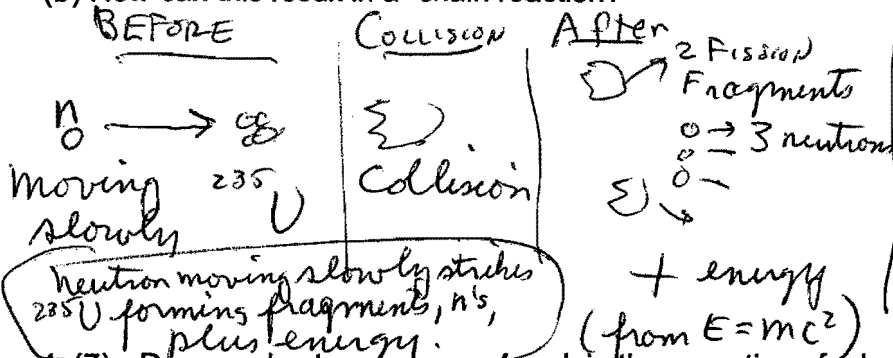 (b) How can this result in a "chain reaction?
BEFORE
COLLISION
After
n
Moving
slowly
235
U
Collision
2 FISSION
Fragments
3 neutrons
+ energy
(from E = mc²)
neutron moving slowly strikes
235U forming fragments, n's,
plus energy.